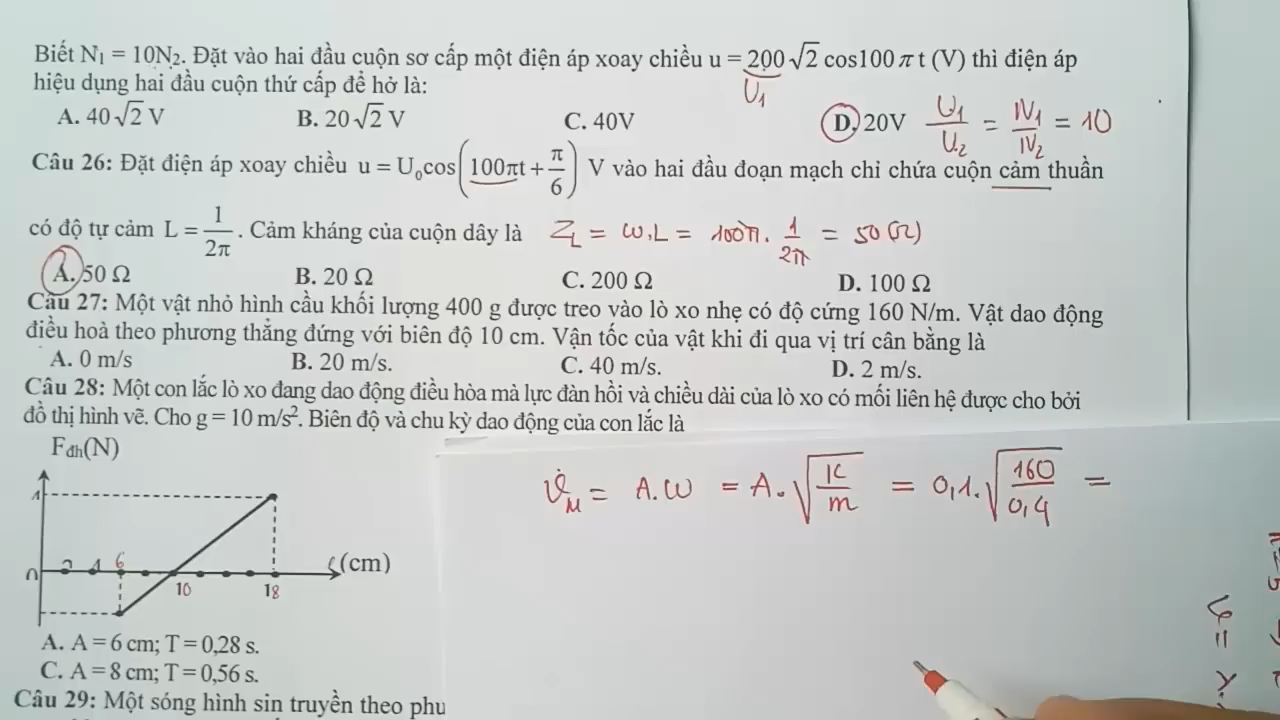 Biết N₁ = 10N₂. Đặt vào hai đầu cuộn sơ cấp một điện áp xoay chiều u = 200√2 cos100πt (V) thì điện áp
U₁
hiệu dụng hai đầu cuộn thứ cấp để hở là:
A. 40√2 V B. 20√2 V C. 40V D. 20V U₁/U₂ = N₁/N₂ = 10
Câu 26: Đặt điện áp xoay chiều u = U₀cos(100πt + π/6) V vào hai đầu đoạn mạch chỉ chứa cuộn cảm thuần
có độ tự cảm L = 1/2π. Cảm kháng của cuộn dây là Z_L = ω.L = 100π. 1/2π = 50 (Ω)
A. 50 Ω B. 20 Ω C. 200 Ω D. 100 Ω
Câu 27: Một vật nhỏ hình cầu khối lượng 400 g được treo vào lò xo nhẹ có độ cứng 160 N/m. Vật dao động
điều hoà theo phương thẳng đứng với biên độ 10 cm. Vận tốc của vật khi đi qua vị trí cân bằng là
A. 0 m/s B. 20 m/s. C. 40 m/s. D. 2 m/s.
Câu 28: Một con lắc lò xo đang dao động điều hòa mà lực đàn hồi và chiều dài của lò xo có mối liên hệ được cho bởi
đồ thị hình vẽ. Cho g = 10 m/s². Biên độ và chu kỳ dao động của con lắc là
Fđh(N)
v_M = A.ω = A.√(K/m) = 0,1.√(160/0,4) =
6
(cm)
10 18
A. A = 6 cm; T = 0,28 s.
C. A = 8 cm; T = 0,56 s.
Câu 29: Một sóng hình sin truyền theo phu